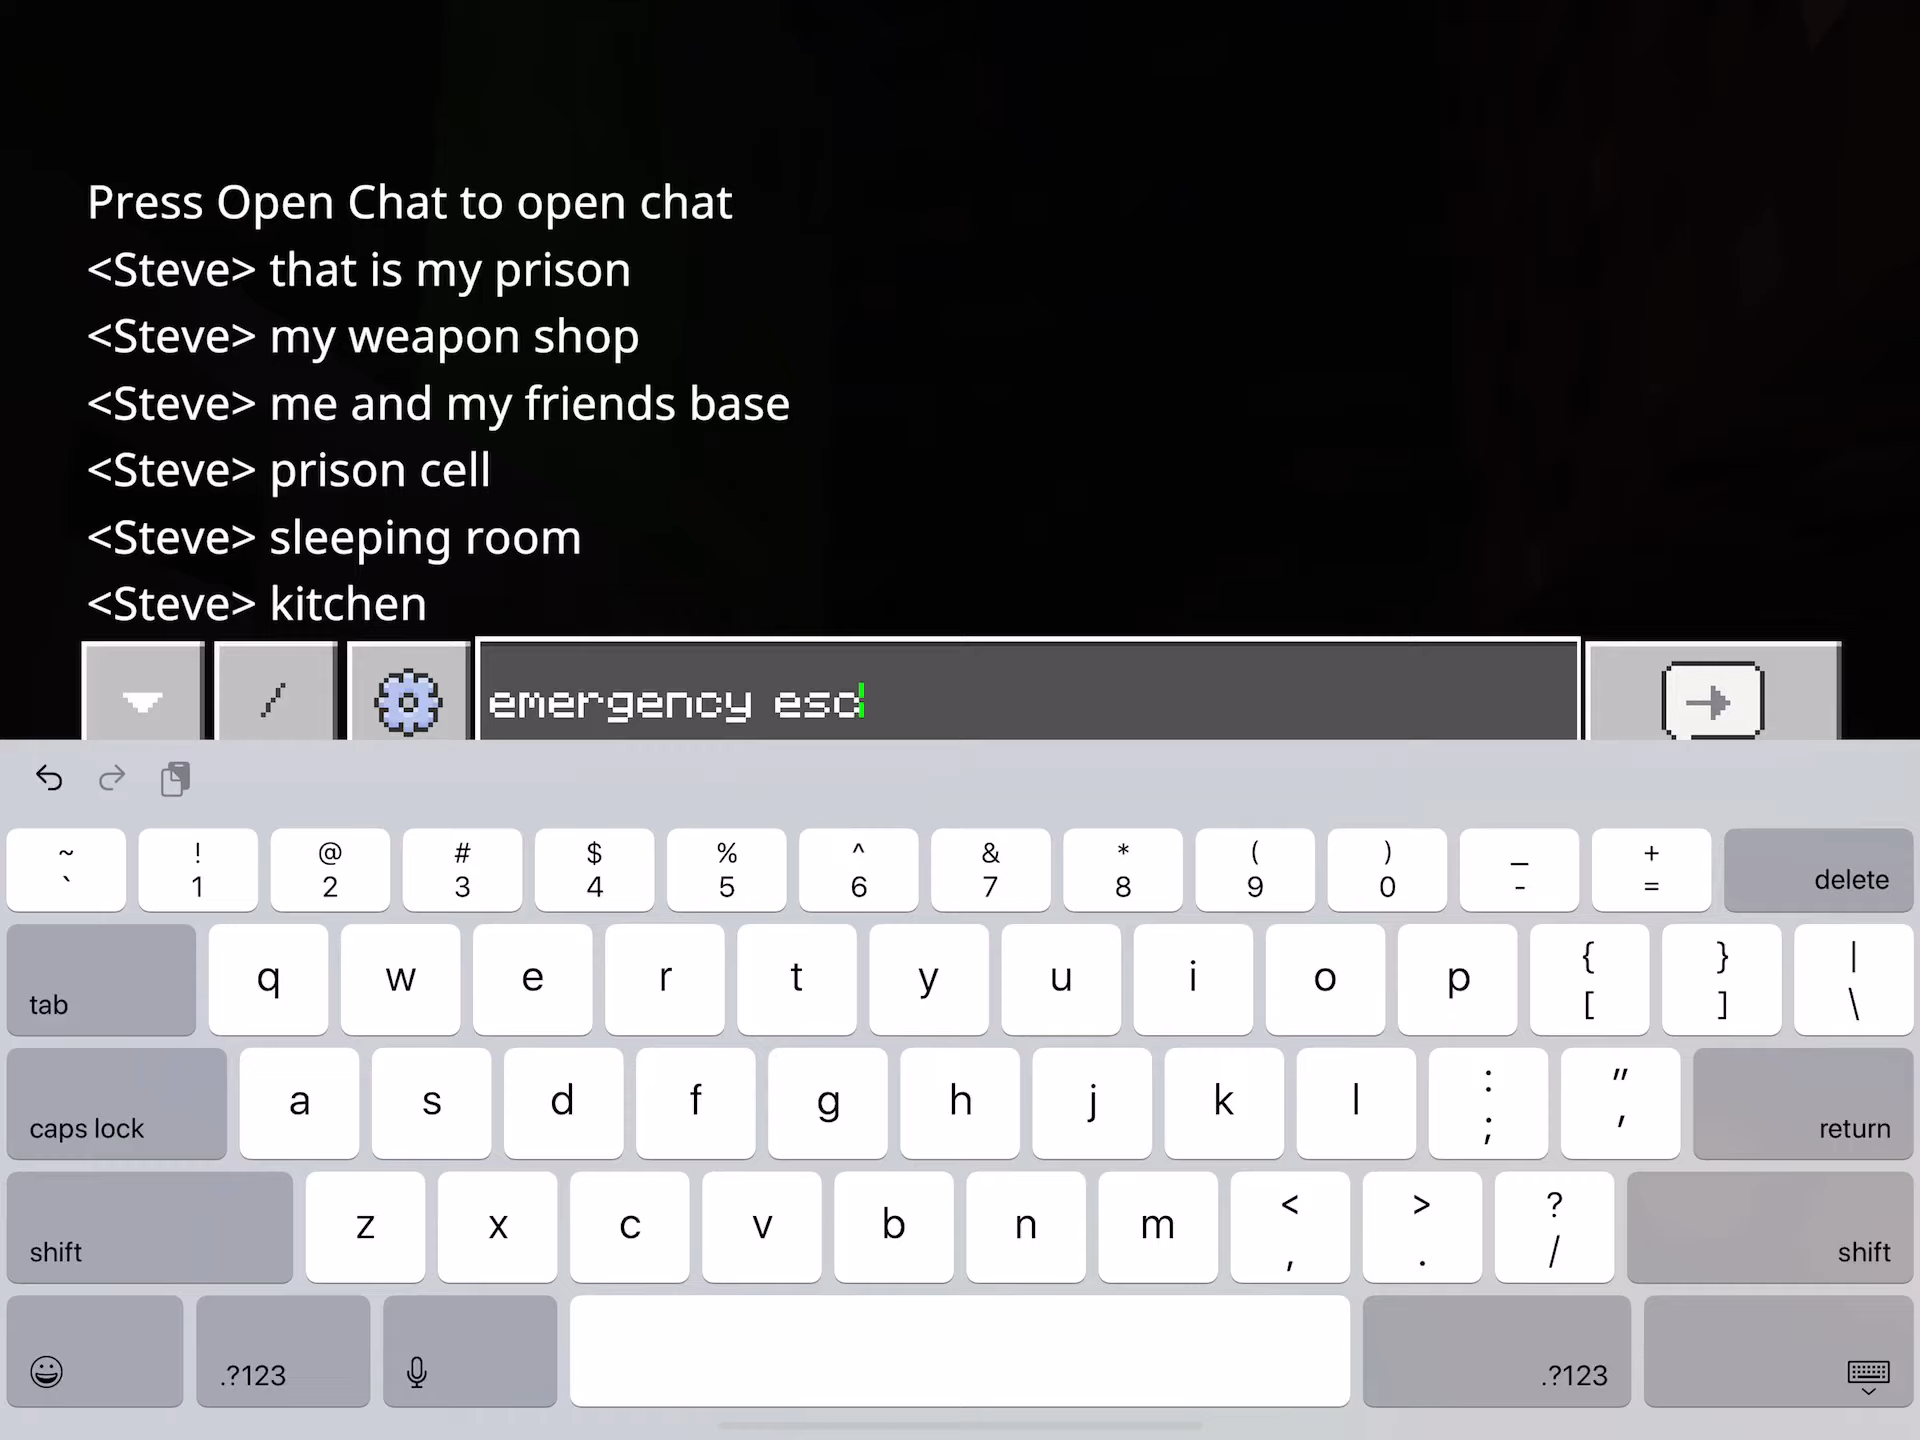 Press Open Chat to open chat
<Steve> that is my prison
<Steve> my weapon shop
<Steve> me and my friends base
<Steve> prison cell
<Steve> sleeping room
<Steve> kitchen
/ emergency esc
~ ! @ # $ % ^ & * ( ) _ +
` 1 2 3 4 5 6 7 8 9 0 - = delete
tab q w e r t y u i o p { [ } ] | \
caps lock a s d f g h j k l : ; " ' return
shift z x c v b n m < , > . ? / shift
.?123 .?123